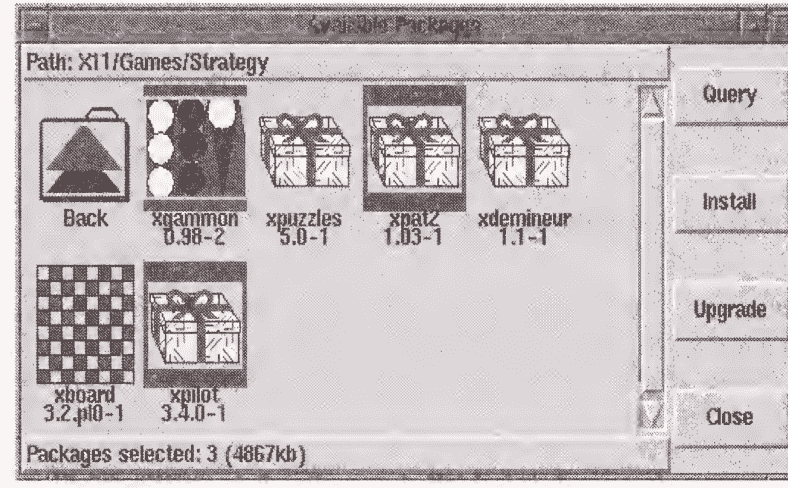 Available Packages
Path: X11/Games/Strategy
Query
Back
xgammon
0.98-2
xpuzzles
5.0-1
xpat2
1.03-1
xdemineur
1.1-1
Install
Upgrade
xboard
3.2.pl0-1
xpilot
3.4.0-1
Close
Packages selected: 3 (4867kb)